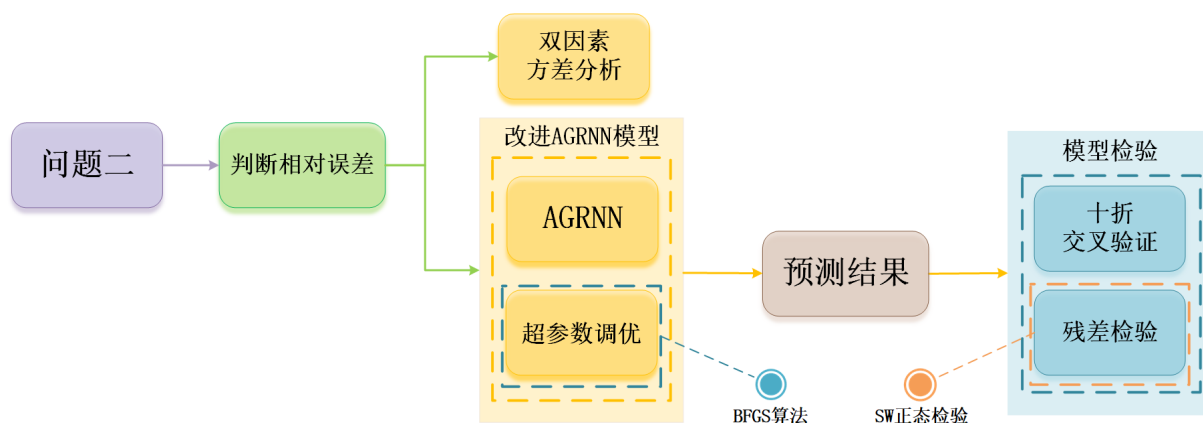 双因素
方差分析
问题二
判断相对误差
改进AGRNN模型
AGRNN
超参数调优
BFGS算法
预测结果
SW正态检验
模型检验
十折
交叉验证
残差检验